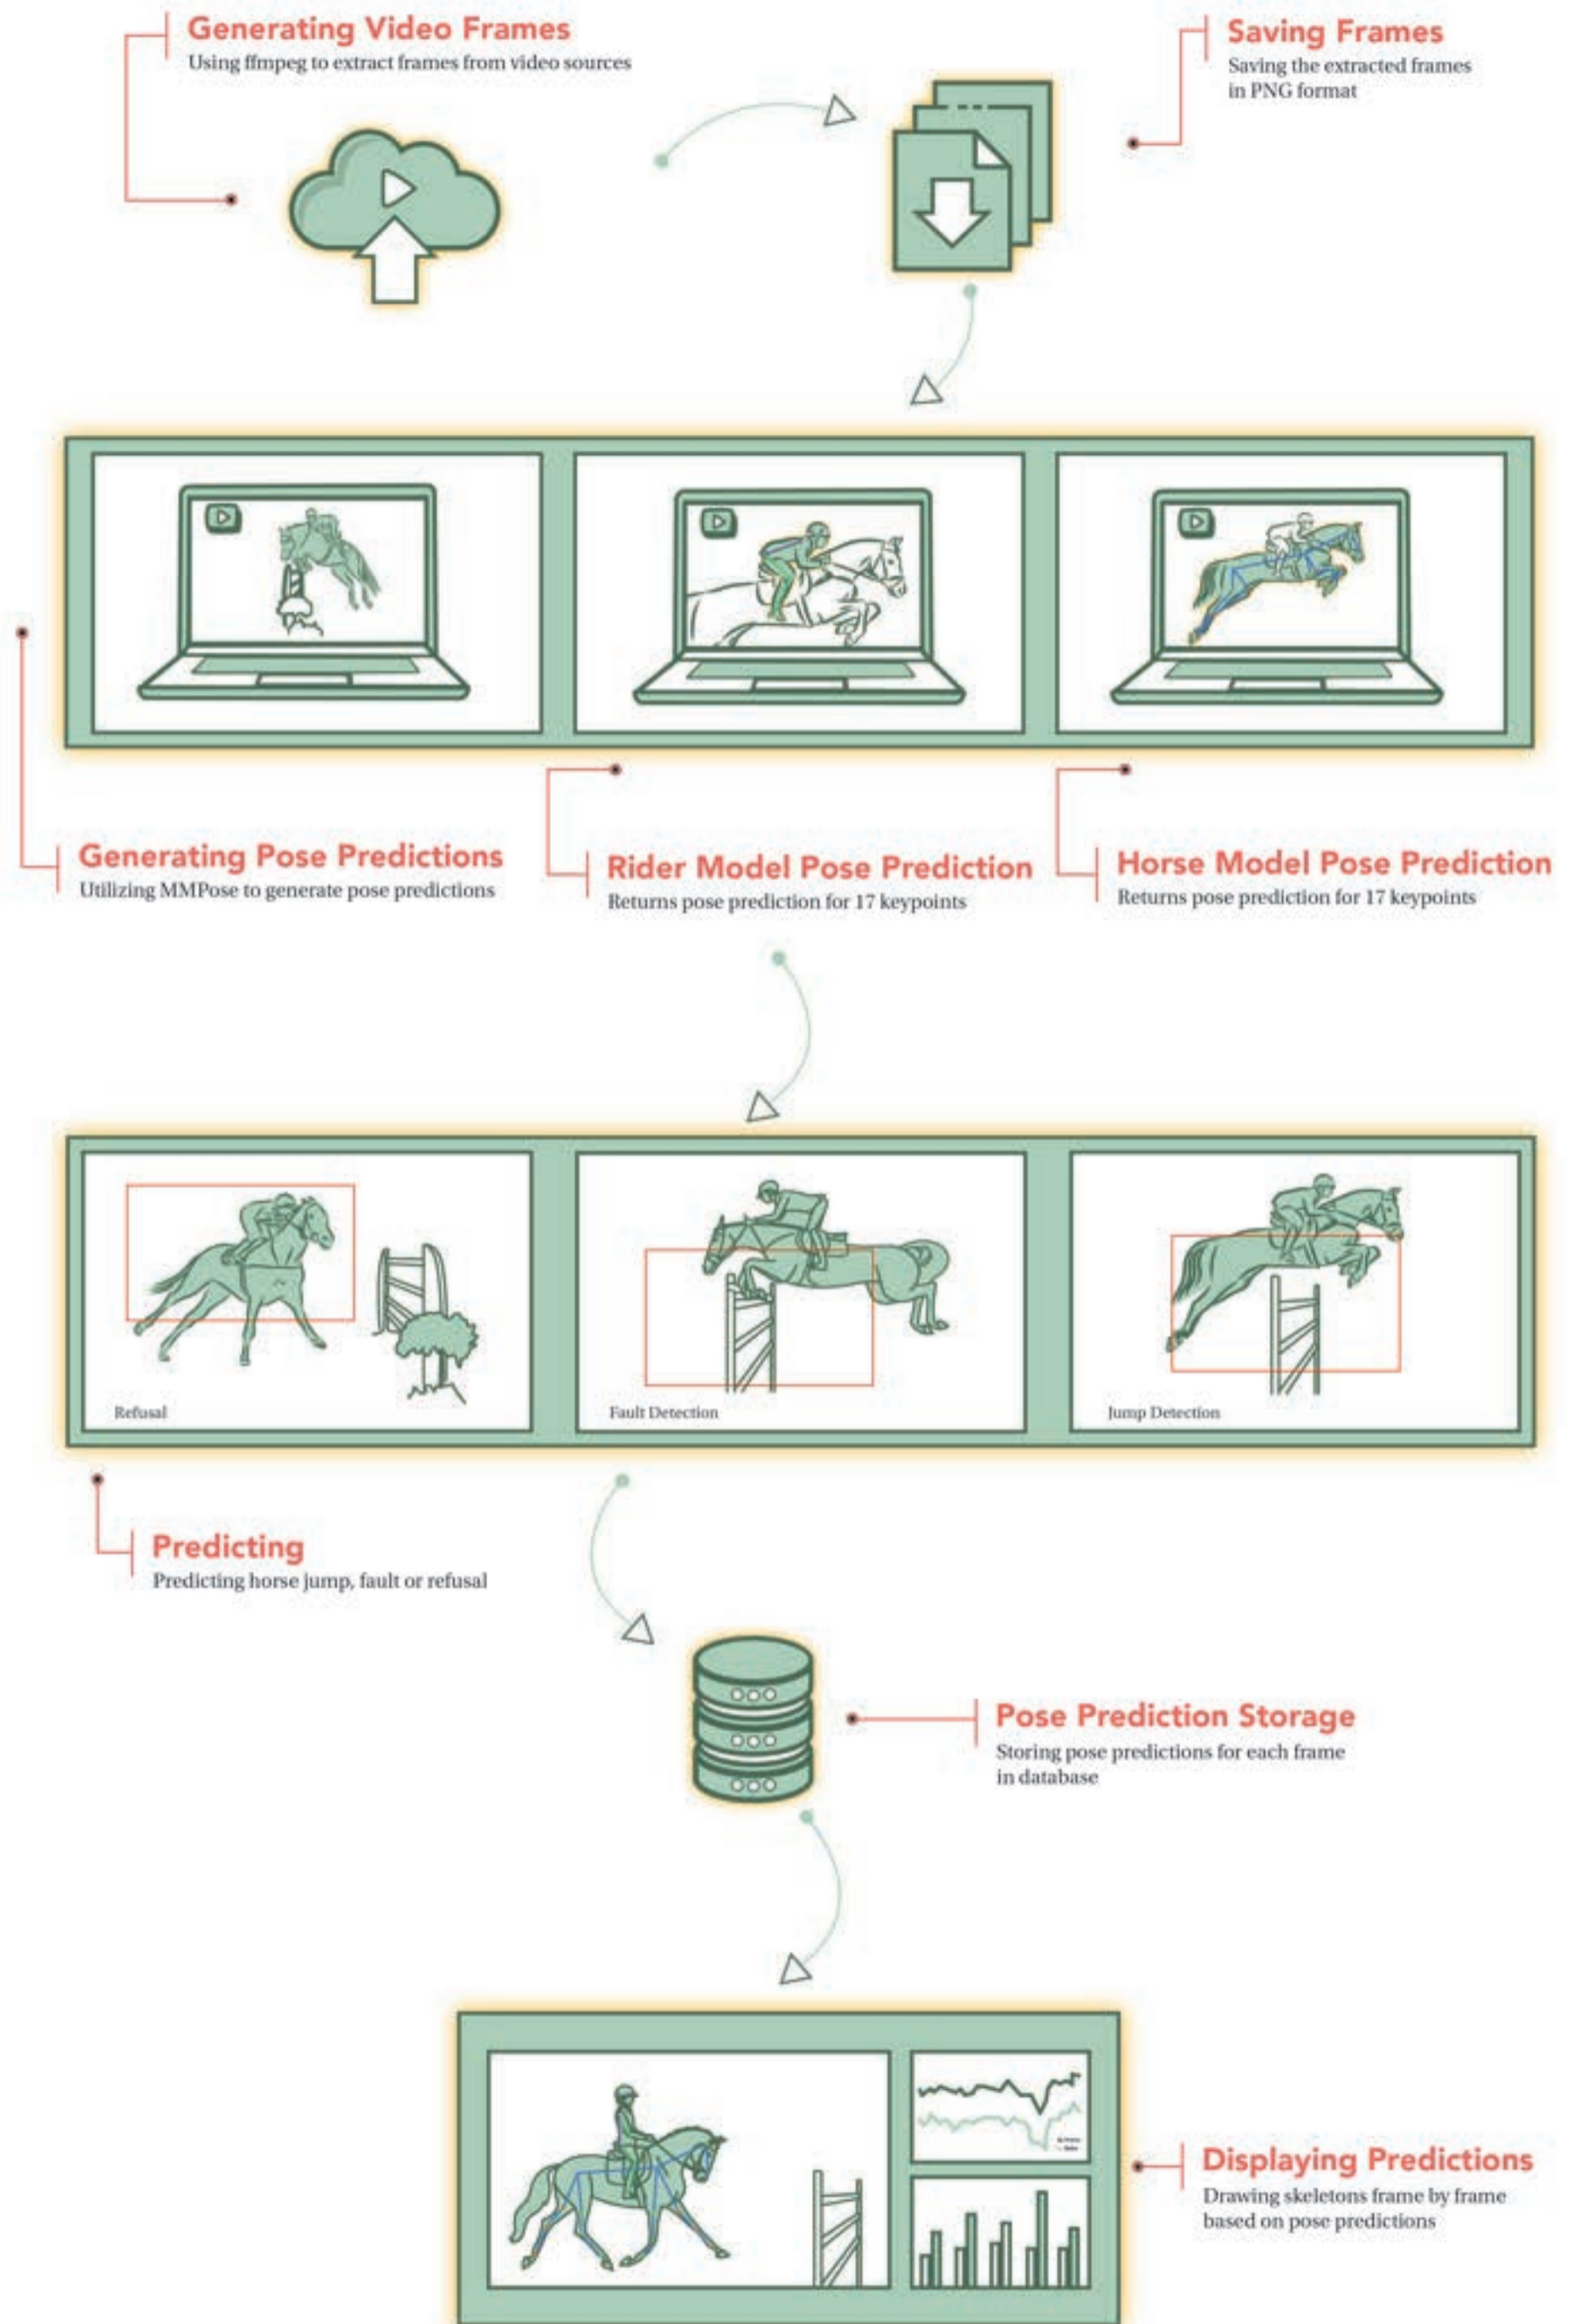 Generating Video Frames
Using ffmpeg to extract frames from video sources
Saving Frames
Saving the extracted frames
in PNG format
Generating Pose Predictions
Utilizing MMPose to generate pose predictions
Rider Model Pose Prediction
Returns pose prediction for 17 keypoints
Horse Model Pose Prediction
Returns pose prediction for 17 keypoints
Refusal
Fault Detection
Jump Detection
Predicting
Predicting horse jump, fault or refusal
Pose Prediction Storage
Storing pose predictions for each frame
in database
Displaying Predictions
Drawing skeletons frame by frame
based on pose predictions